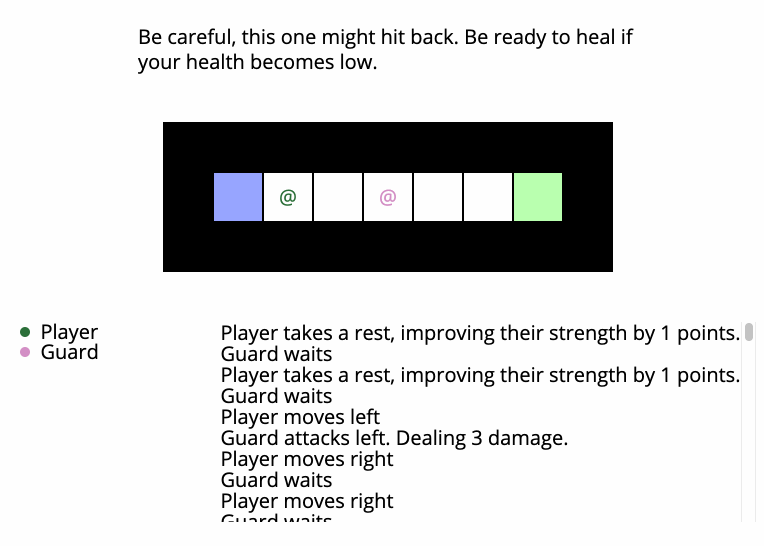 Be careful, this one might hit back. Be ready to heal if
your health becomes low.
@ @
Player
Guard
Player takes a rest, improving their strength by 1 points.
Guard waits
Player takes a rest, improving their strength by 1 points.
Guard waits
Player moves left
Guard attacks left. Dealing 3 damage.
Player moves right
Guard waits
Player moves right
Guard waits